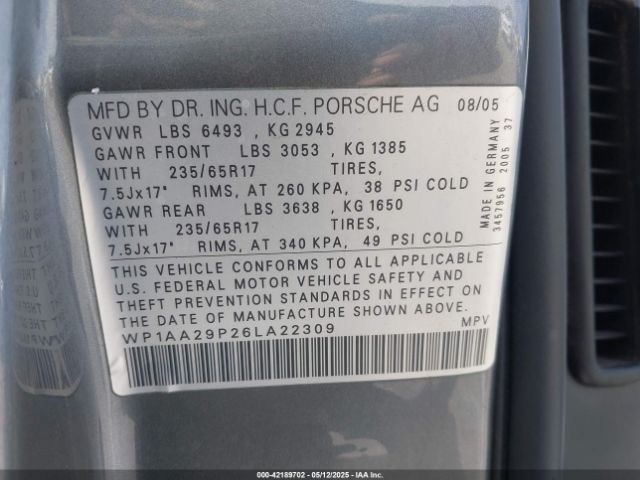 MFD BY DR. ING. H.C.F. PORSCHE AG 08/05
GVWR LBS 6493 , KG 2945
GAWR FRONT LBS 3053 , KG 1385
WITH 235/65R17 TIRES,
7.5Jx17" RIMS, AT 260 KPA, 38 PSI COLD
GAWR REAR LBS 3638 , KG 1650
WITH 235/65R17 TIRES,
7.5Jx17" RIMS, AT 340 KPA, 49 PSI COLD
THIS VEHICLE CONFORMS TO ALL APPLICABLE
U.S. FEDERAL MOTOR VEHICLE SAFETY AND
THEFT PREVENTION STANDARDS IN EFFECT ON
THE DATE OF MANUFACTURE SHOWN ABOVE.
WP1AA29P26LA22309 MPV
MADE IN GERMANY
3457956 2005 37
000-42189702 - 05/12/2025 - IAAI.COM